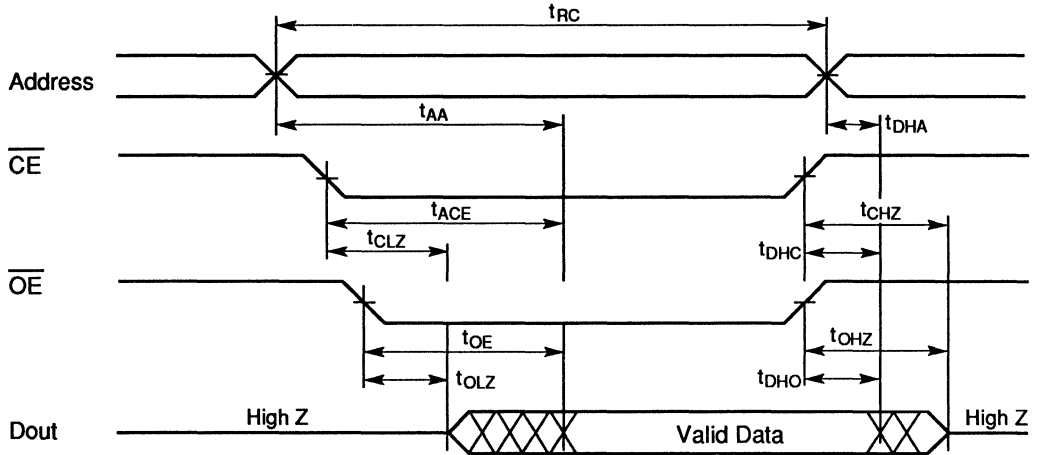 tRC
Address
tAA
tDHA
CE
tACE
tCHZ
tCLZ
tDHC
OE
tOE
tOHZ
tOLZ
tDHO
Dout
High Z
Valid Data
High Z